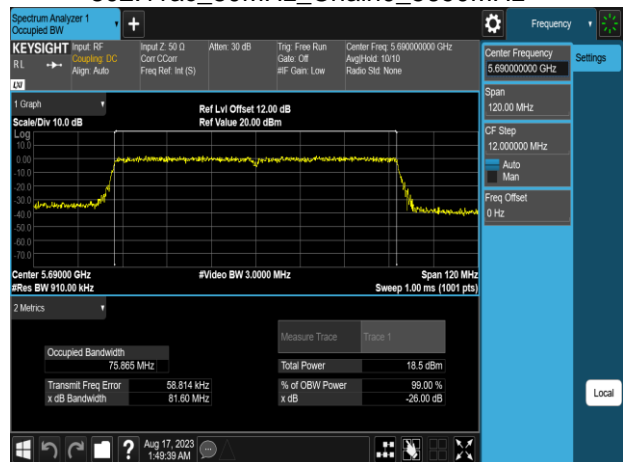 Spectrum Analyzer 1
Occupied BW
Frequency
KEYSIGHT
Input: RF
Input Z: 50 Ω
Atten: 30 dB
Trig: Free Run
Center Freq: 5.690000000 GHz
RL
Coupling: DC
Corr CCorr
Gate: Off
Avg|Hold: 10/10
Align: Auto
Freq Ref: Int (S)
#IF Gain: Low
Radio Std: None
LXI
Center Frequency
5.690000000 GHz
Settings
Span
120.00 MHz
CF Step
12.000000 MHz
Auto
Man
Freq Offset
0 Hz
1 Graph
Ref Lvl Offset 12.00 dB
Scale/Div 10.0 dB
Ref Value 20.00 dBm
Log
10.0
0.00
-10.0
-20.0
-30.0
-40.0
-50.0
-60.0
-70.0
Center 5.69000 GHz
#Video BW 3.0000 MHz
Span 120 MHz
#Res BW 910.00 kHz
Sweep 1.00 ms (1001 pts)
2 Metrics
Measure Trace
Trace 1
Occupied Bandwidth
75.865 MHz
Total Power
18.5 dBm
Transmit Freq Error
58.814 kHz
% of OBW Power
99.00 %
x dB Bandwidth
81.60 MHz
x dB
-26.00 dB
Local
Aug 17, 2023
1:49:39 AM